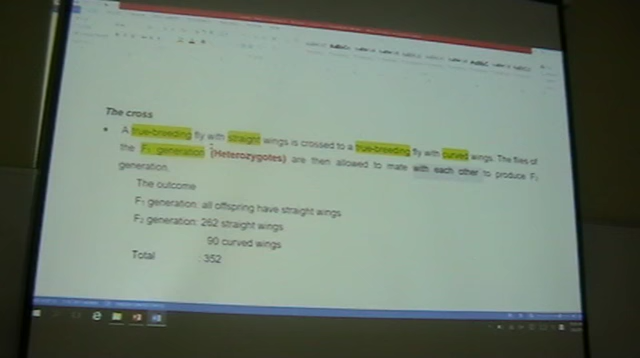 The cross
A true-breeding fly with straight wings is crossed to a true-breeding fly with curved wings. The flies of
the F₁ generation (Heterozygotes) are then allowed to mate with each other to produce F₂
generation.
The outcome
F₁ generation: all offspring have straight wings
F₂ generation: 262 straight wings
90 curved wings
Total : 352